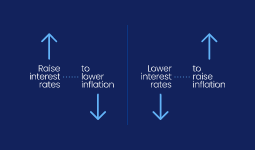 Raise
interest
rates
to
lower
inflation
Lower
interest
rates
to
raise
inflation